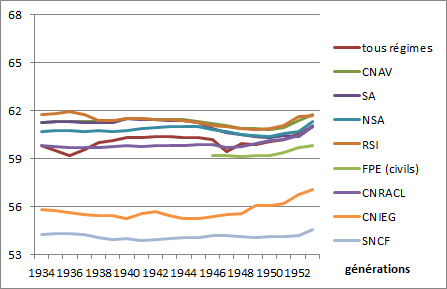 68
65
62
59
56
53
1934 1936 1938 1940 1942 1944 1946 1948 1950 1952
générations
tous régimes
CNAV
SA
NSA
RSI
FPE (civils)
CNRACL
CNIEG
SNCF